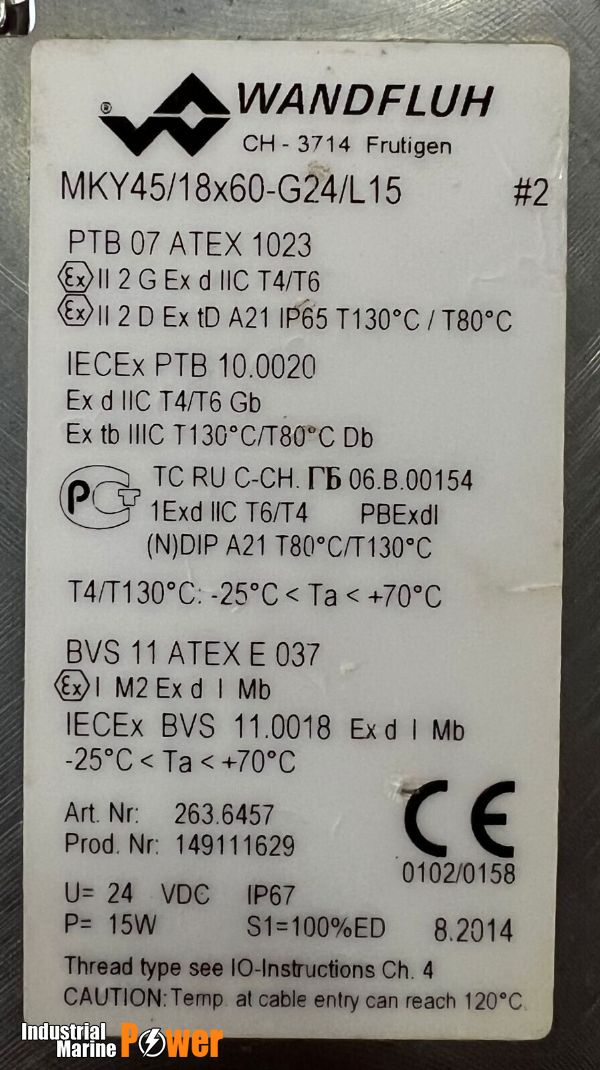 ® WANDFLUH
CH - 3714 Frutigen
MKY45/18x60-G24/L15 #2
PTB 07 ATEX 1023
Ex II 2 G Ex d IIC T4/T6
Ex II 2 D Ex tD A21 IP65 T130°C / T80°C
IECEx PTB 10.0020
Ex d IIC T4/T6 Gb
Ex tb IIIC T130°C/T80°C Db
TC RU C-CH. ГБ 06.B.00154
1Exd IIC T6/T4 PBExdI
(N)DIP A21 T80°C/T130°C
T4/T130°C: -25°C < Ta < +70°C
BVS 11 ATEX E 037
Ex I M2 Ex d I Mb
IECEx BVS 11.0018 Ex d I Mb
-25°C < Ta < +70°C
Art. Nr: 263.6457
Prod. Nr: 149111629
CE
0102/0158
U= 24 VDC IP67
P= 15W S1=100%ED 8.2014
Thread type see IO-Instructions Ch. 4
CAUTION: Temp. at cable entry can reach 120°C.
Industrial
Marine Power